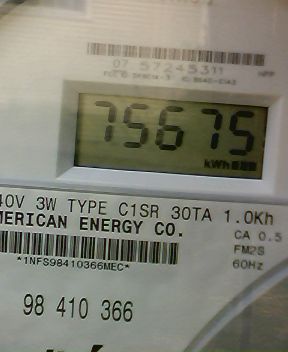 07 57245311 HPP
75675
kWh
40V 3W TYPE C1SR 30TA 1.0Kh
MERICAN ENERGY CO. CA 0.5
FM2S
*1NFS98410366MEC* 60Hz
98 410 366